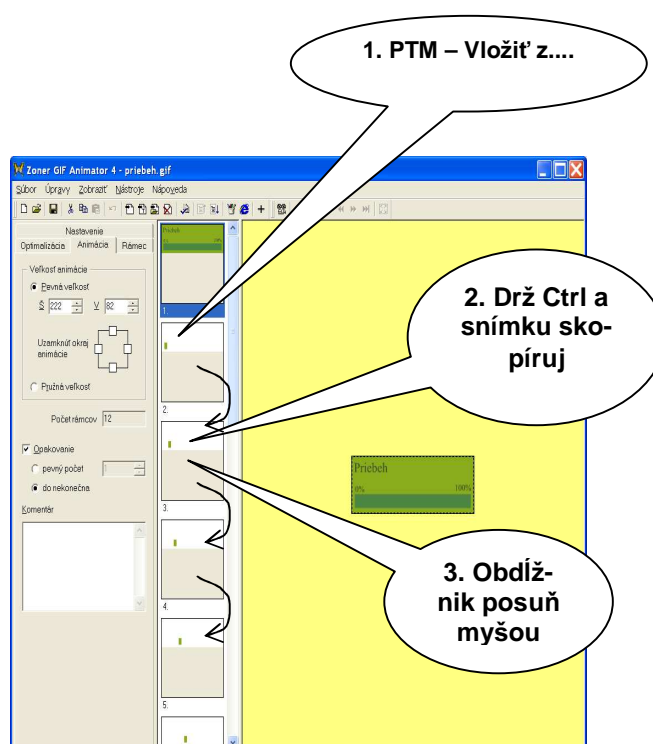 1. PTM – Vložiť z....
Zoner GIF Animator 4 - priebeh.gif
Súbor Úpravy Zobraziť Nástroje Nápoveda
Nastavenie
Optimalizácia Animácia Rámec
Veľkosť animácie
Pevná veľkosť
Š 222 V 82
Uzamknúť okraj
animácie
Pružná veľkosť
Počet rámcov 12
Opakovanie
pevný počet 1
do nekonečna
Komentár
Priebeh
0% 100%
1.
2.
3.
4.
5.
2. Drž Ctrl a
snímku sko-
píruj
Priebeh
0% 100%
3. Obdĺž-
nik posuň
myšou